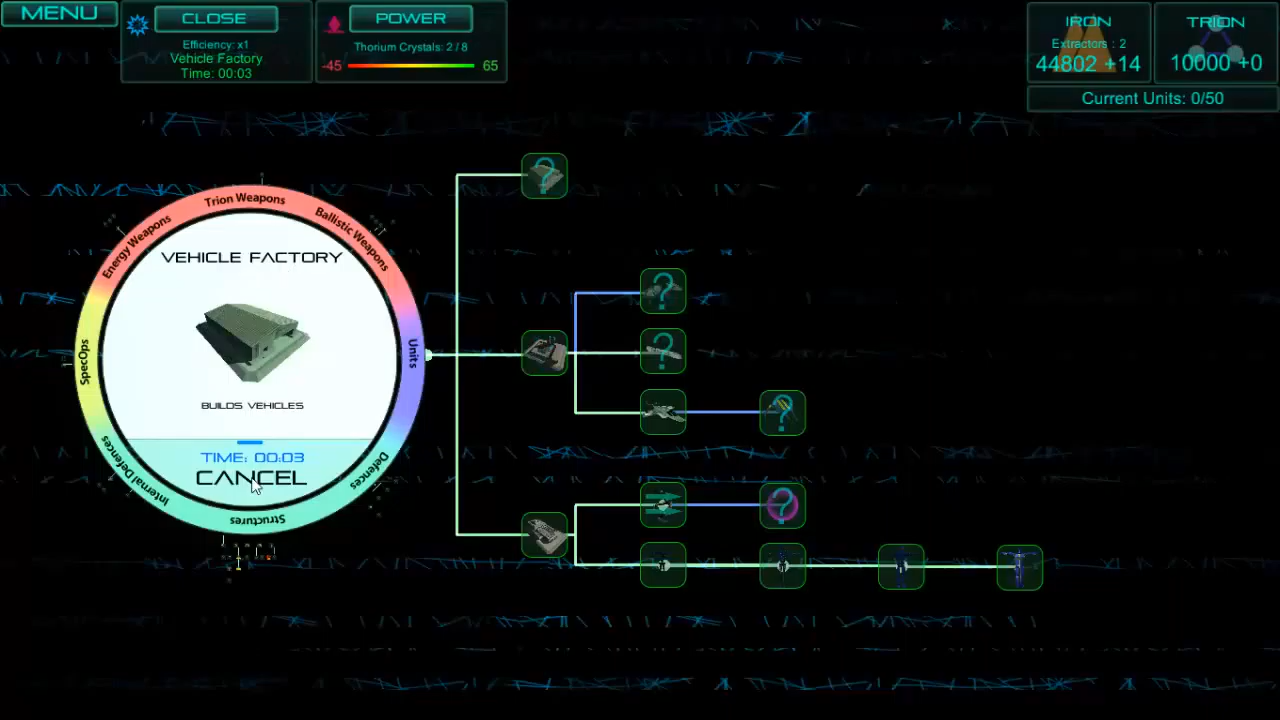 MENU
CLOSE
Efficiency: x1
Vehicle Factory
Time: 00:03
POWER
Thorium Crystals: 2 / 8
-45
65
IRON
Extractors : 2
44802 +14
TRION
10000 +0
Current Units: 0/50
Trion Weapons
Energy Weapons
Ballistic Weapons
SpecOps
Units
Internal Defences
Structures
Defences
VEHICLE FACTORY
BUILDS VEHICLES
TIME: 00:03
CANCEL
?
?
?
?
?